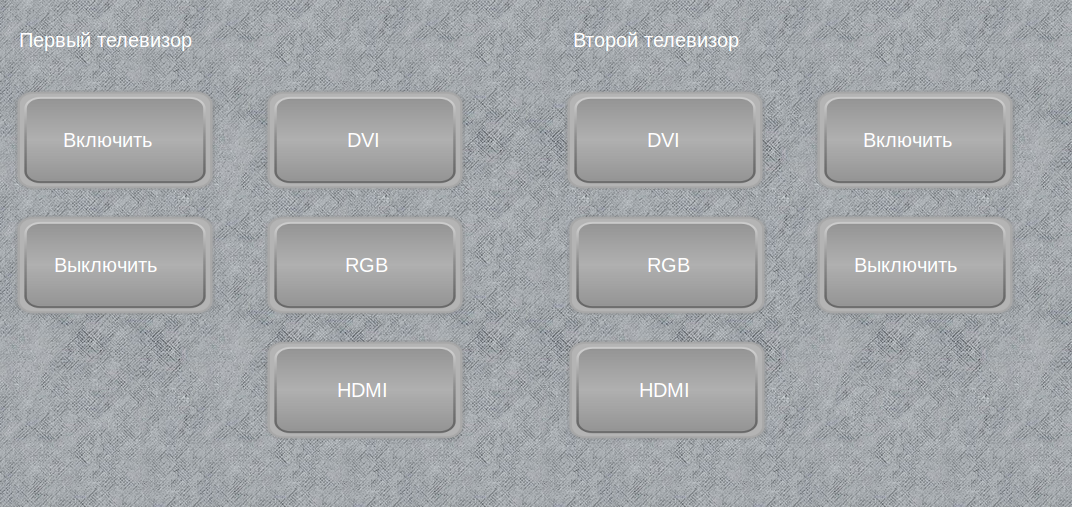 Первый телевизор
Второй телевизор
Включить
DVI
DVI
Включить
Выключить
RGB
RGB
Выключить
HDMI
HDMI